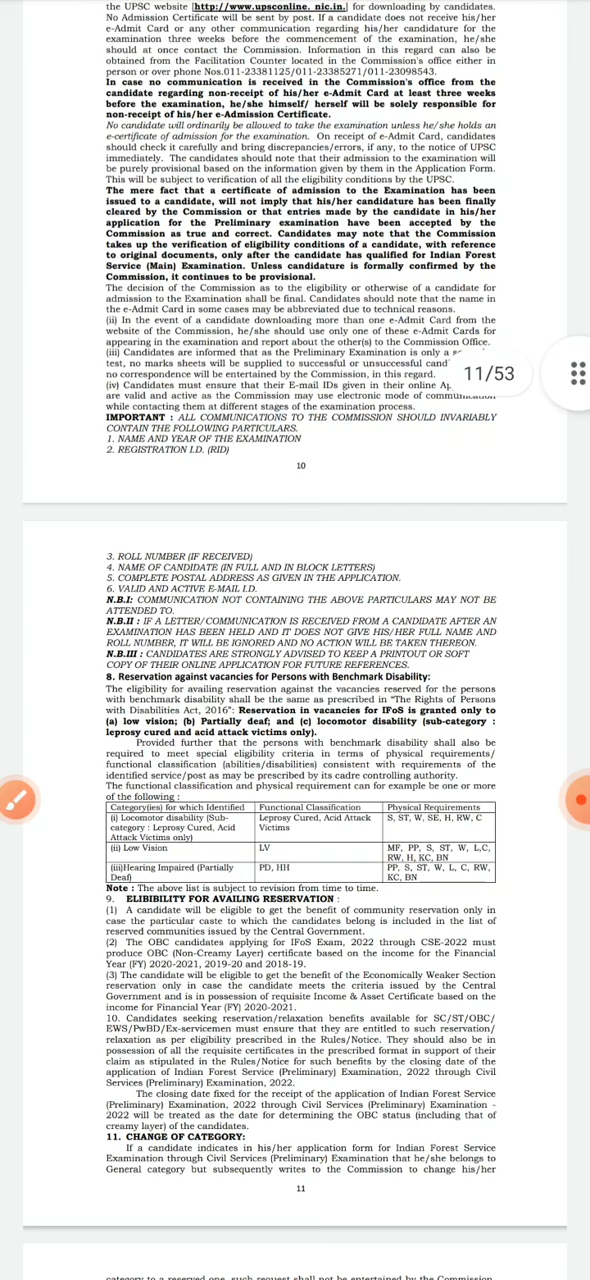 the UPSC website [http://www.upsconline. nic.in.] for downloading by candidates.
No Admission Certificate will be sent by post. If a candidate does not receive his/her
e-Admit Card or any other communication regarding his/her candidature for the
examination three weeks before the commencement of the examination, he/she
should at once contact the Commission. Information in this regard can also be
obtained from the Facilitation Counter located in the Commission's office either in
person or over phone Nos.011-23381125/011-23385271/011-23098543.
In case no communication is received in the Commission's office from the
candidate regarding non-receipt of his/her e-Admit Card at least three weeks
before the examination, he/she himself/ herself will be solely responsible for
non-receipt of his/her e-Admission Certificate.
No candidate will ordinarily be allowed to take the examination unless he/she holds an
e-certificate of admission for the examination. On receipt of e-Admit Card, candidates
should check it carefully and bring discrepancies/errors, if any, to the notice of UPSC
immediately. The candidates should note that their admission to the examination will
be purely provisional based on the information given by them in the Application Form.
This will be subject to verification of all the eligibility conditions by the UPSC.
The mere fact that a certificate of admission to the Examination has been
issued to a candidate, will not imply that his/her candidature has been finally
cleared by the Commission or that entries made by the candidate in his/her
application for the Preliminary examination have been accepted by the
Commission as true and correct. Candidates may note that the Commission
takes up the verification of eligibility conditions of a candidate, with reference
to original documents, only after the candidate has qualified for Indian Forest
Service (Main) Examination. Unless candidature is formally confirmed by the
Commission, it continues to be provisional.
The decision of the Commission as to the eligibility or otherwise of a candidate for
admission to the Examination shall be final. Candidates should note that the name in
the e-Admit Card in some cases may be abbreviated due to technical reasons.
(ii) In the event of a candidate downloading more than one e-Admit Card from the
website of the Commission, he/she should use only one of these e-Admit Cards for
appearing in the examination and report about the other(s) to the Commission Office.
(iii) Candidates are informed that as the Preliminary Examination is only a
test, no marks sheets will be supplied to successful or unsuccessful
no correspondence will be entertained by the Commission, in this regard.
11/53
(iv) Candidates must ensure that their E-mail IDs given in their online
are valid and active as the Commission may use electronic mode of communication
while contacting them at different stages of the examination process.
IMPORTANT : ALL COMMUNICATIONS TO THE COMMISSION SHOULD INVARIABLY
CONTAIN THE FOLLOWING PARTICULARS.
1. NAME AND YEAR OF THE EXAMINATION
2. REGISTRATION I.D. (RID)
10
3. ROLL NUMBER (IF RECEIVED)
4. NAME OF CANDIDATE (IN FULL AND IN BLOCK LETTERS)
5. COMPLETE POSTAL ADDRESS AS GIVEN IN THE APPLICATION.
6. VALID AND ACTIVE E-MAIL I.D.
N.B.I: COMMUNICATION NOT CONTAINING THE ABOVE PARTICULARS MAY NOT BE
ATTENDED TO.
N.B.II : IF A LETTER/COMMUNICATION IS RECEIVED FROM A CANDIDATE AFTER AN
EXAMINATION HAS BEEN HELD AND IT DOES NOT GIVE HIS/HER FULL NAME AND
ROLL NUMBER, IT WILL BE IGNORED AND NO ACTION WILL BE TAKEN THEREON.
N.B.III : CANDIDATES ARE STRONGLY ADVISED TO KEEP A PRINTOUT OR SOFT
COPY OF THEIR ONLINE APPLICATION FOR FUTURE REFERENCES.
8. Reservation against vacancies for Persons with Benchmark Disability:
The eligibility for availing reservation against the vacancies reserved for the persons
with benchmark disability shall be the same as prescribed in "The Rights of Persons
with Disabilities Act, 2016": Reservation in vacancies for IFoS is granted only to
(a) low vision; (b) Partially deaf; and (c) locomotor disability (sub-category :
leprosy cured and acid attack victims only).
Provided further that the persons with benchmark disability shall also be
required to meet special eligibility criteria in terms of physical requirements/
functional classification (abilities/disabilities) consistent with requirements of the
identified service/post as may be prescribed by its cadre controlling authority.
The functional classification and physical requirement can for example be one or more
of the following :
Category(ies) for which Identified Functional Classification Physical Requirements
(i) Locomotor disability (Sub- Leprosy Cured, Acid Attack S, ST, W, SE, H, RW, C
category : Leprosy Cured, Acid Victims
Attack Victims only)
(ii) Low Vision LV MF, PP, S, ST, W, L,C,
RW, H, KC, BN
(iii)Hearing Impaired (Partially PD, HH PP, S, ST, W, L, C, RW,
Deaf) KC, BN
Note : The above list is subject to revision from time to time.
9. ELIBIBILITY FOR AVAILING RESERVATION :
(1) A candidate will be eligible to get the benefit of community reservation only in
case the particular caste to which the candidates belong is included in the list of
reserved communities issued by the Central Government.
(2) The OBC candidates applying for IFoS Exam, 2022 through CSE-2022 must
produce OBC (Non-Creamy Layer) certificate based on the income for the Financial
Year (FY) 2020-2021, 2019-20 and 2018-19.
(3) The candidate will be eligible to get the benefit of the Economically Weaker Section
reservation only in case the candidate meets the criteria issued by the Central
Government and is in possession of requisite Income & Asset Certificate based on the
income for Financial Year (FY) 2020-2021.
10. Candidates seeking reservation/relaxation benefits available for SC/ST/OBC/
EWS/PwBD/Ex-servicemen must ensure that they are entitled to such reservation/
relaxation as per eligibility prescribed in the Rules/Notice. They should also be in
possession of all the requisite certificates in the prescribed format in support of their
claim as stipulated in the Rules/Notice for such benefits by the closing date of the
application of Indian Forest Service (Preliminary) Examination, 2022 through Civil
Services (Preliminary) Examination, 2022.
The closing date fixed for the receipt of the application of Indian Forest Service
(Preliminary) Examination, 2022 through Civil Services (Preliminary) Examination -
2022 will be treated as the date for determining the OBC status (including that of
creamy layer) of the candidates.
11. CHANGE OF CATEGORY:
If a candidate indicates in his/her application form for Indian Forest Service
Examination through Civil Services (Preliminary) Examination that he/she belongs to
General category but subsequently writes to the Commission to change his/her
11
category to a reserved one, such request shall not be entertained by the Commission.